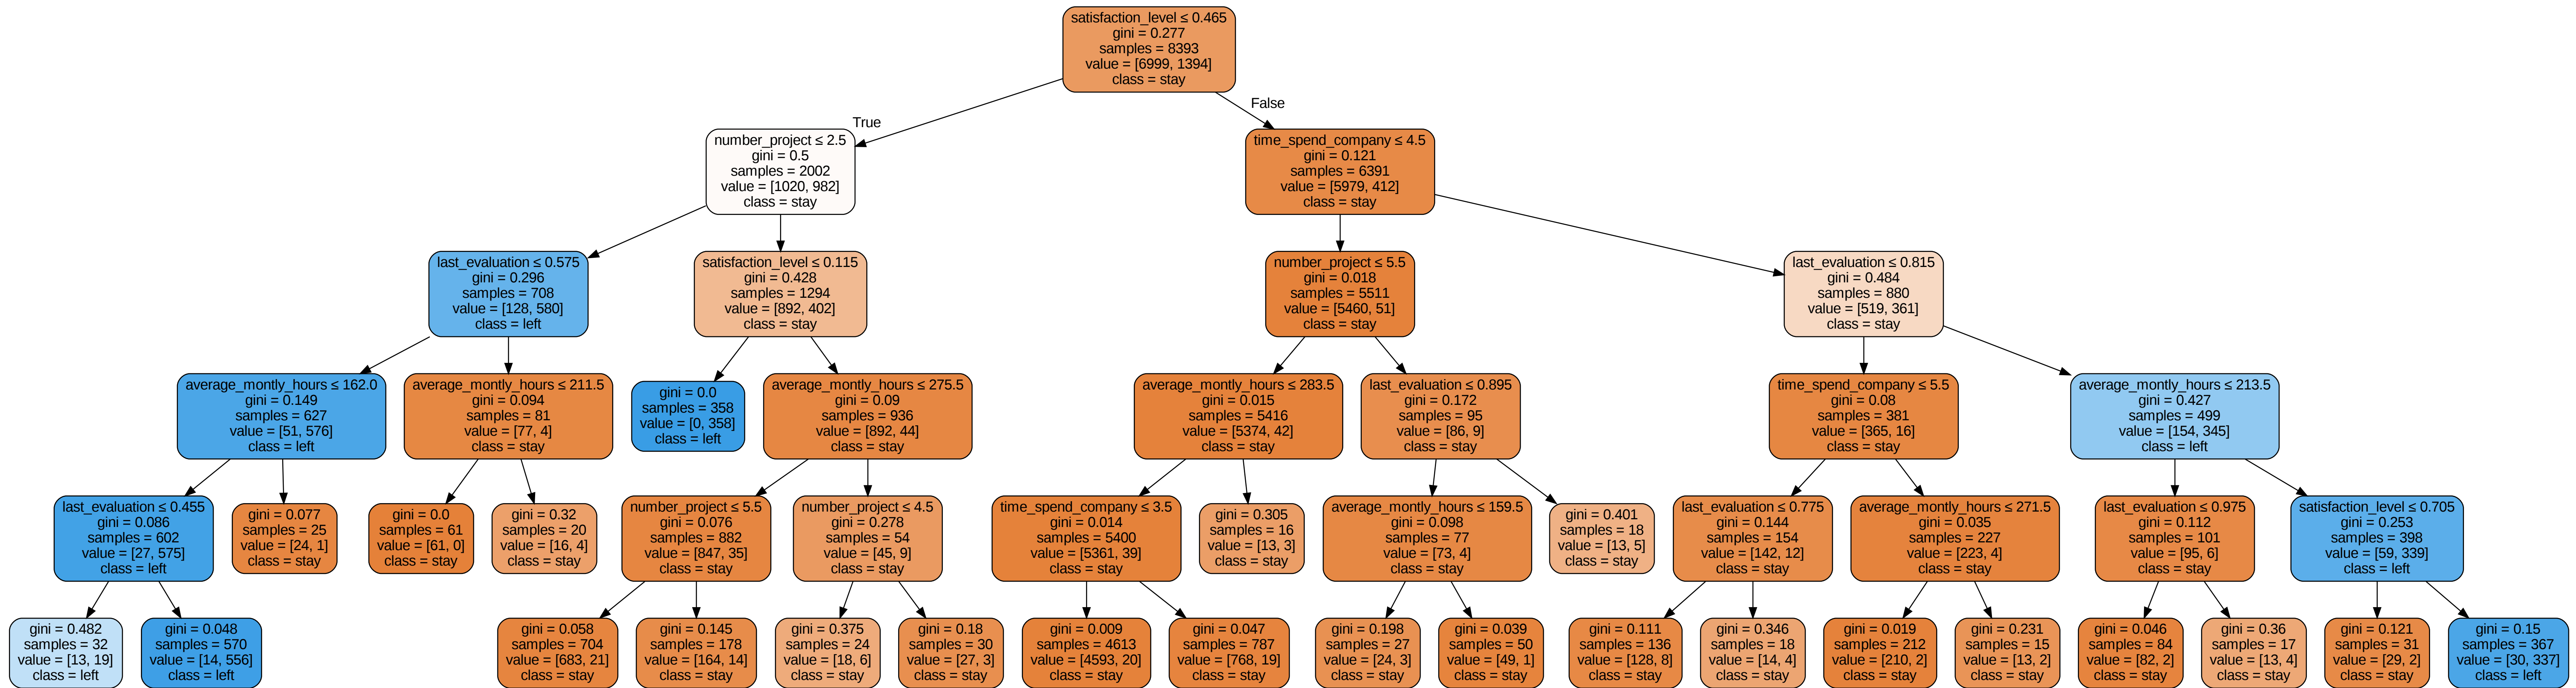 satisfaction_level ≤ 0.465
gini = 0.277
samples = 8393
value = [6999, 1394]
class = stay
True
False
number_project ≤ 2.5
gini = 0.5
samples = 2002
value = [1020, 982]
class = stay
time_spend_company ≤ 4.5
gini = 0.121
samples = 6391
value = [5979, 412]
class = stay
last_evaluation ≤ 0.575
gini = 0.296
samples = 708
value = [128, 580]
class = left
satisfaction_level ≤ 0.115
gini = 0.428
samples = 1294
value = [892, 402]
class = stay
number_project ≤ 5.5
gini = 0.018
samples = 5511
value = [5460, 51]
class = stay
last_evaluation ≤ 0.815
gini = 0.484
samples = 880
value = [519, 361]
class = stay
average_montly_hours ≤ 162.0
gini = 0.149
samples = 627
value = [51, 576]
class = left
average_montly_hours ≤ 211.5
gini = 0.094
samples = 81
value = [77, 4]
class = stay
gini = 0.0
samples = 358
value = [0, 358]
class = left
average_montly_hours ≤ 275.5
gini = 0.09
samples = 936
value = [892, 44]
class = stay
average_montly_hours ≤ 283.5
gini = 0.015
samples = 5416
value = [5374, 42]
class = stay
last_evaluation ≤ 0.895
gini = 0.172
samples = 95
value = [86, 9]
class = stay
time_spend_company ≤ 5.5
gini = 0.08
samples = 381
value = [365, 16]
class = stay
average_montly_hours ≤ 213.5
gini = 0.427
samples = 499
value = [154, 345]
class = left
last_evaluation ≤ 0.455
gini = 0.086
samples = 602
value = [27, 575]
class = left
gini = 0.077
samples = 25
value = [24, 1]
class = stay
gini = 0.0
samples = 61
value = [61, 0]
class = stay
gini = 0.32
samples = 20
value = [16, 4]
class = stay
number_project ≤ 5.5
gini = 0.076
samples = 882
value = [847, 35]
class = stay
number_project ≤ 4.5
gini = 0.278
samples = 54
value = [45, 9]
class = stay
time_spend_company ≤ 3.5
gini = 0.014
samples = 5400
value = [5361, 39]
class = stay
gini = 0.305
samples = 16
value = [13, 3]
class = stay
average_montly_hours ≤ 159.5
gini = 0.098
samples = 77
value = [73, 4]
class = stay
gini = 0.401
samples = 18
value = [13, 5]
class = stay
last_evaluation ≤ 0.775
gini = 0.144
samples = 154
value = [142, 12]
class = stay
average_montly_hours ≤ 271.5
gini = 0.035
samples = 227
value = [223, 4]
class = stay
last_evaluation ≤ 0.975
gini = 0.112
samples = 101
value = [95, 6]
class = stay
satisfaction_level ≤ 0.705
gini = 0.253
samples = 398
value = [59, 339]
class = left
gini = 0.482
samples = 32
value = [13, 19]
class = left
gini = 0.048
samples = 570
value = [14, 556]
class = left
gini = 0.058
samples = 704
value = [683, 21]
class = stay
gini = 0.145
samples = 178
value = [164, 14]
class = stay
gini = 0.375
samples = 24
value = [18, 6]
class = stay
gini = 0.18
samples = 30
value = [27, 3]
class = stay
gini = 0.009
samples = 4613
value = [4593, 20]
class = stay
gini = 0.047
samples = 787
value = [768, 19]
class = stay
gini = 0.198
samples = 27
value = [24, 3]
class = stay
gini = 0.039
samples = 50
value = [49, 1]
class = stay
gini = 0.111
samples = 136
value = [128, 8]
class = stay
gini = 0.346
samples = 18
value = [14, 4]
class = stay
gini = 0.019
samples = 212
value = [210, 2]
class = stay
gini = 0.231
samples = 15
value = [13, 2]
class = stay
gini = 0.046
samples = 84
value = [82, 2]
class = stay
gini = 0.36
samples = 17
value = [13, 4]
class = stay
gini = 0.121
samples = 31
value = [29, 2]
class = stay
gini = 0.15
samples = 367
value = [30, 337]
class = left